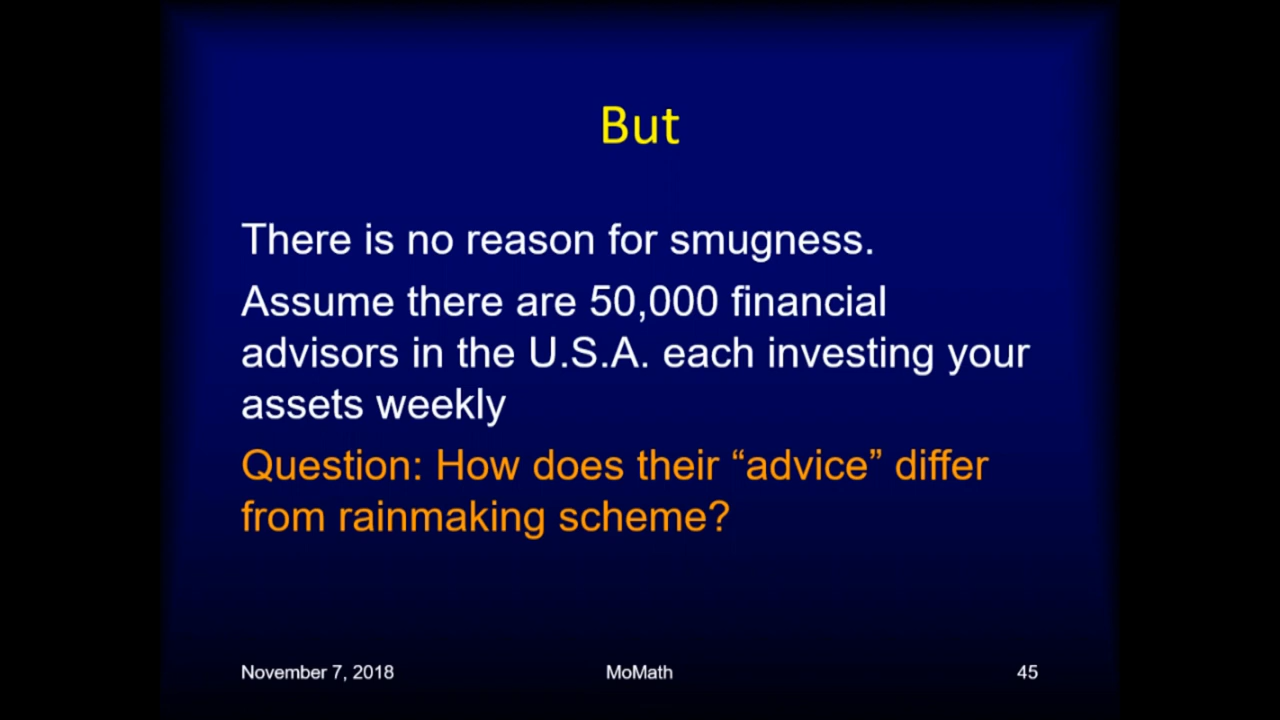 But
There is no reason for smugness.
Assume there are 50,000 financial
advisors in the U.S.A. each investing your
assets weekly
Question: How does their “advice” differ
from rainmaking scheme?
November 7, 2018
MoMath
45